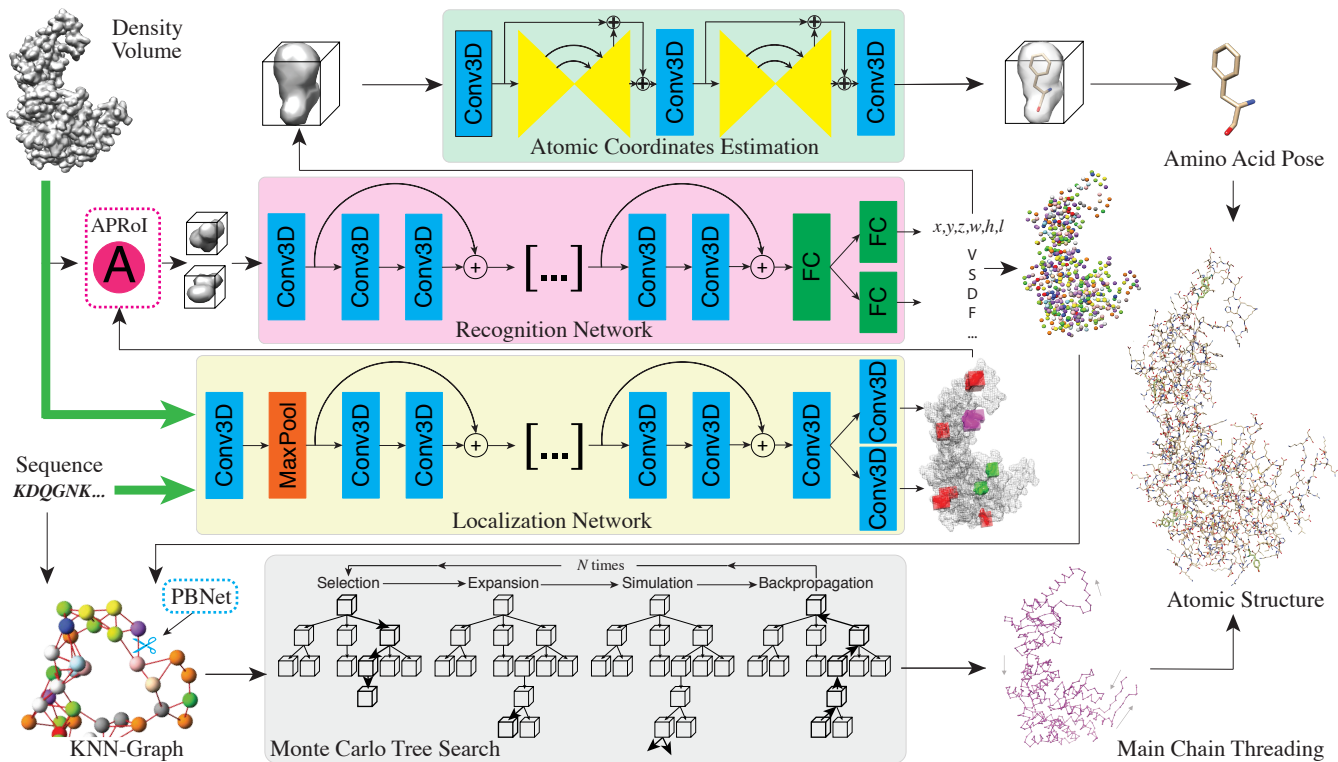 Density
Volume
Conv3D
Conv3D
Conv3D
Atomic Coordinates Estimation
Amino Acid Pose
APRoI
A
Conv3D
Conv3D
Conv3D
+
[...]
Conv3D
Conv3D
+
FC
FC
FC
Recognition Network
x,y,z,w,h,l
V
S
D
F
...
Conv3D
MaxPool
Conv3D
Conv3D
+
[...]
Conv3D
Conv3D
+
Conv3D
Conv3D
Conv3D
Localization Network
Sequence
KDQGNK...
PBNet
KNN-Graph
N times
Selection
Expansion
Simulation
Backpropagation
Monte Carlo Tree Search
Main Chain Threading
Atomic Structure